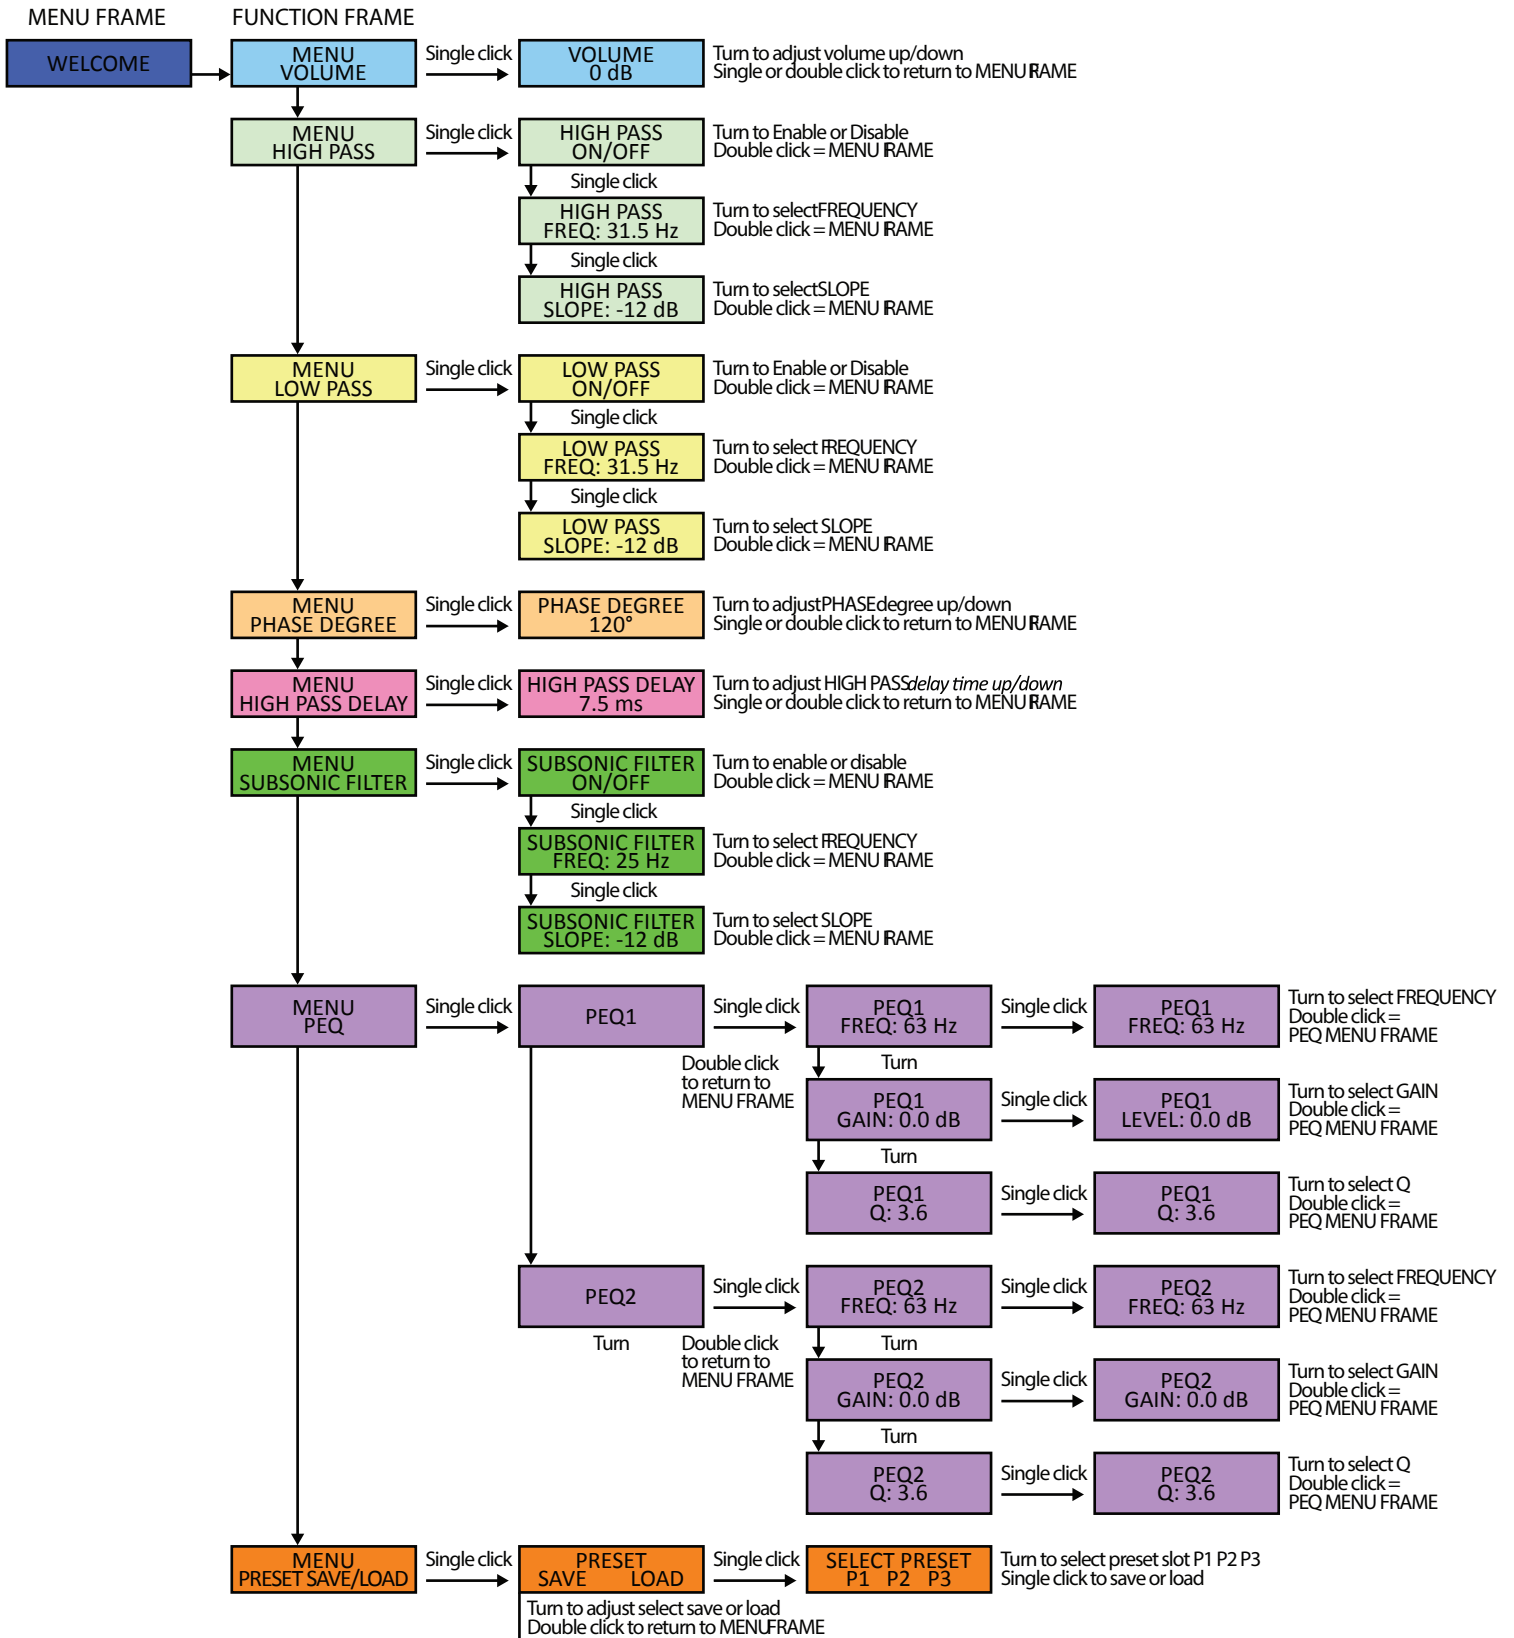 MENU FRAME
FUNCTION FRAME
WELCOME
MENU
VOLUME
Single click
VOLUME
0 dB
Turn to adjust volume up/down
Single or double click to return to MENU FRAME
MENU
HIGH PASS
Single click
HIGH PASS
ON/OFF
Turn to Enable or Disable
Double click = MENU FRAME
Single click
HIGH PASS
FREQ: 31.5 Hz
Turn to select FREQUENCY
Double click = MENU FRAME
Single click
HIGH PASS
SLOPE: -12 dB
Turn to select SLOPE
Double click = MENU FRAME
MENU
LOW PASS
Single click
LOW PASS
ON/OFF
Turn to Enable or Disable
Double click = MENU FRAME
Single click
LOW PASS
FREQ: 31.5 Hz
Turn to select FREQUENCY
Double click = MENU FRAME
Single click
LOW PASS
SLOPE: -12 dB
Turn to select SLOPE
Double click = MENU FRAME
MENU
PHASE DEGREE
Single click
PHASE DEGREE
120°
Turn to adjust PHASE degree up/down
Single or double click to return to MENU FRAME
MENU
HIGH PASS DELAY
Single click
HIGH PASS DELAY
7.5 ms
Turn to adjust HIGH PASS delay time up/down
Single or double click to return to MENU FRAME
MENU
SUBSONIC FILTER
Single click
SUBSONIC FILTER
ON/OFF
Turn to enable or disable
Double click = MENU FRAME
Single click
SUBSONIC FILTER
FREQ: 25 Hz
Turn to select FREQUENCY
Double click = MENU FRAME
Single click
SUBSONIC FILTER
SLOPE: -12 dB
Turn to select SLOPE
Double click = MENU FRAME
MENU
PEQ
Single click
PEQ1
Single click
Double click
to return to
MENU FRAME
PEQ1
FREQ: 63 Hz
Single click
PEQ1
FREQ: 63 Hz
Turn to select FREQUENCY
Double click =
PEQ MENU FRAME
Turn
PEQ1
GAIN: 0.0 dB
Single click
PEQ1
LEVEL: 0.0 dB
Turn to select GAIN
Double click =
PEQ MENU FRAME
Turn
PEQ1
Q: 3.6
Single click
PEQ1
Q: 3.6
Turn to select Q
Double click =
PEQ MENU FRAME
PEQ2
Turn
Single click
Double click
to return to
MENU FRAME
PEQ2
FREQ: 63 Hz
Single click
PEQ2
FREQ: 63 Hz
Turn to select FREQUENCY
Double click =
PEQ MENU FRAME
Turn
PEQ2
GAIN: 0.0 dB
Single click
PEQ2
GAIN: 0.0 dB
Turn to select GAIN
Double click =
PEQ MENU FRAME
Turn
PEQ2
Q: 3.6
Single click
PEQ2
Q: 3.6
Turn to select Q
Double click =
PEQ MENU FRAME
MENU
PRESET SAVE/LOAD
Single click
PRESET
SAVE LOAD
Single click
SELECT PRESET
P1 P2 P3
Turn to select preset slot P1 P2 P3
Single click to save or load
Turn to adjust select save or load
Double click to return to MENU FRAME